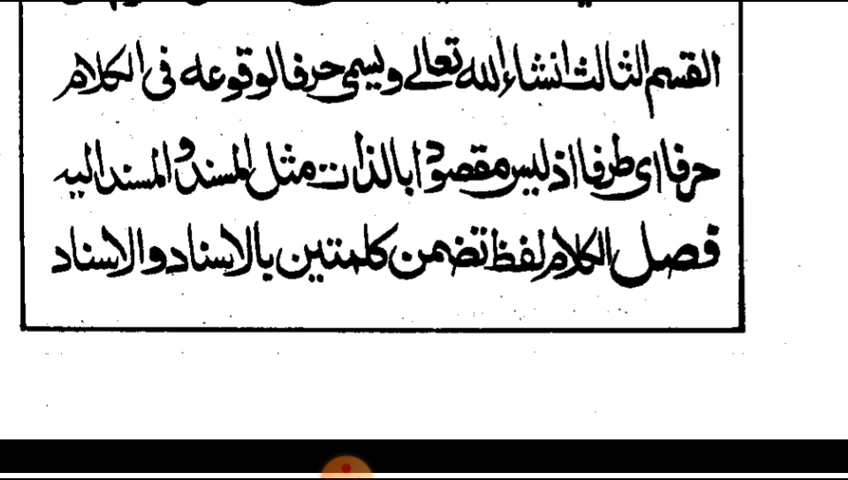 القسم الثالث انشاء الله تعالى ويسمى حرفا لوقوعه فى الكلام
حرفا اى طرفا اذ ليس مقصودا بالذات مثل المسند والمسند اليه
فصل الكلام لفظ تضمن كلمتين بالاسناد والاسناد